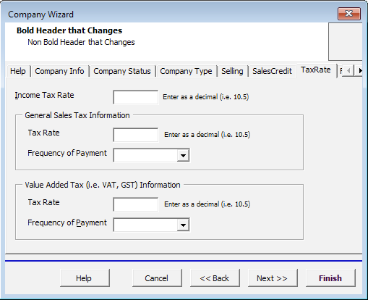 Company Wizard
Bold Header that Changes
Non Bold Header that Changes
Help Company Info Company Status Company Type Selling SalesCredit TaxRate
Income Tax Rate Enter as a decimal (i.e. 10.5)
General Sales Tax Information
Tax Rate Enter as a decimal (i.e. 10.5)
Frequency of Payment
Value Added Tax (i.e. VAT, GST) Information
Tax Rate Enter as a decimal (i.e. 10.5)
Frequency of Payment
Help Cancel << Back Next >> Finish